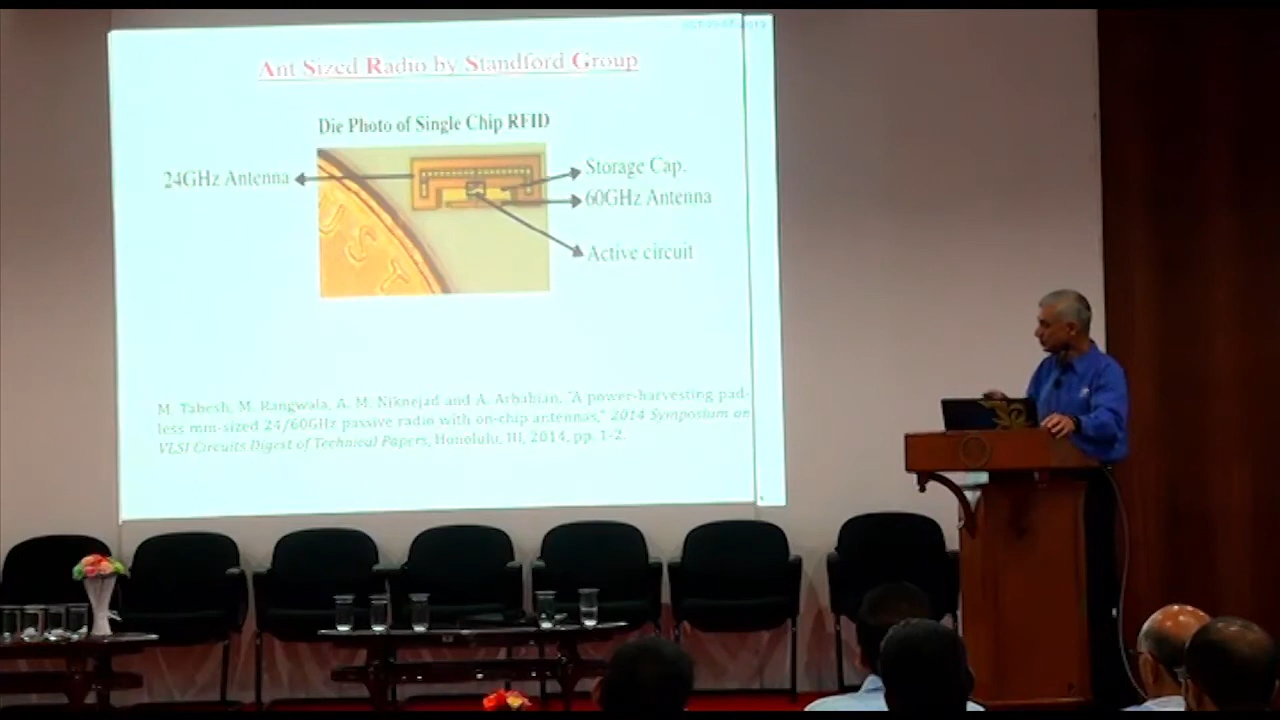 Ant Sized Radio by Standford Group
Die Photo of Single Chip RFID
24GHz Antenna
Storage Cap.
60GHz Antenna
Active circuit
UST
M. Tabesh, M. Rangwala, A. M. Niknejad and A. Arbabian, "A power-harvesting pad-
less mm-sized 24/60GHz passive radio with on-chip antennas," 2014 Symposium on
VLSI Circuits Digest of Technical Papers, Honolulu, HI, 2014, pp. 1-2.